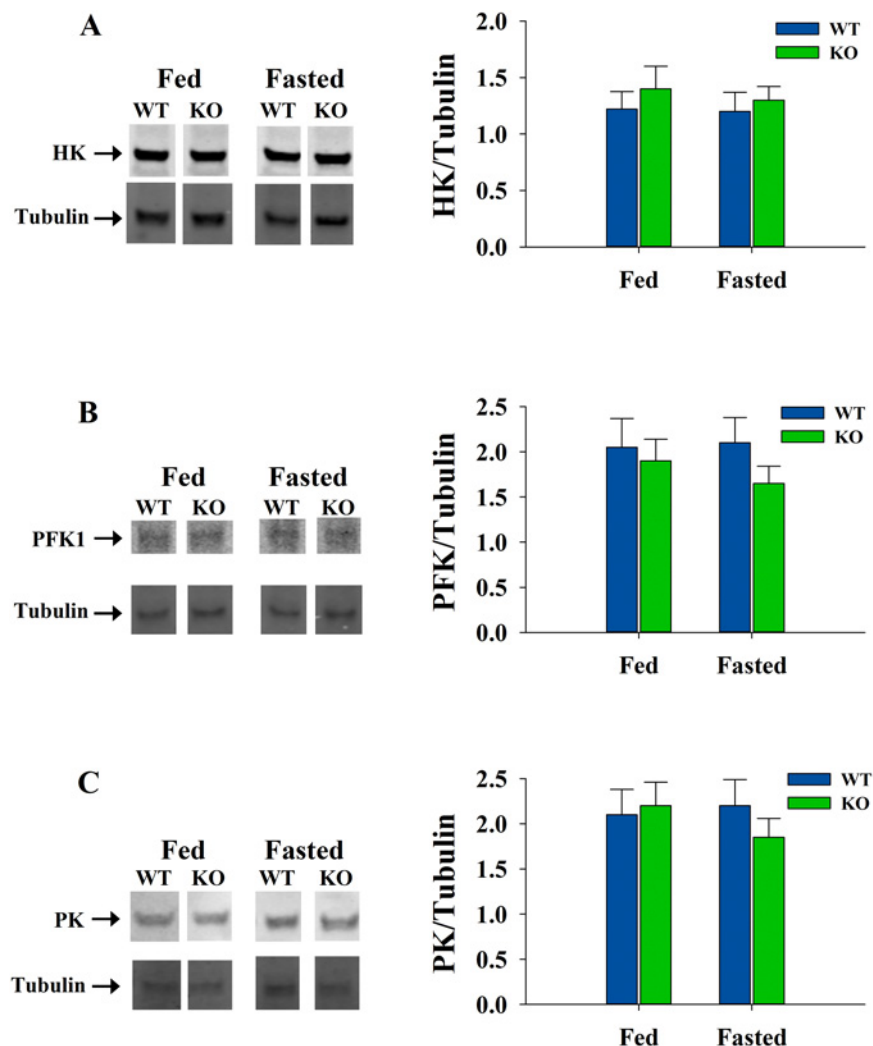 A
Fed Fasted
WT KO WT KO
HK
Tubulin
HK/Tubulin
2.0
1.5
1.0
0.5
0.0
WT
KO
Fed Fasted
B
Fed Fasted
WT KO WT KO
PFK1
Tubulin
PFK/Tubulin
2.5
2.0
1.5
1.0
0.5
0.0
WT
KO
Fed Fasted
C
Fed Fasted
WT KO WT KO
PK
Tubulin
PK/Tubulin
2.5
2.0
1.5
1.0
0.5
0.0
WT
KO
Fed Fasted